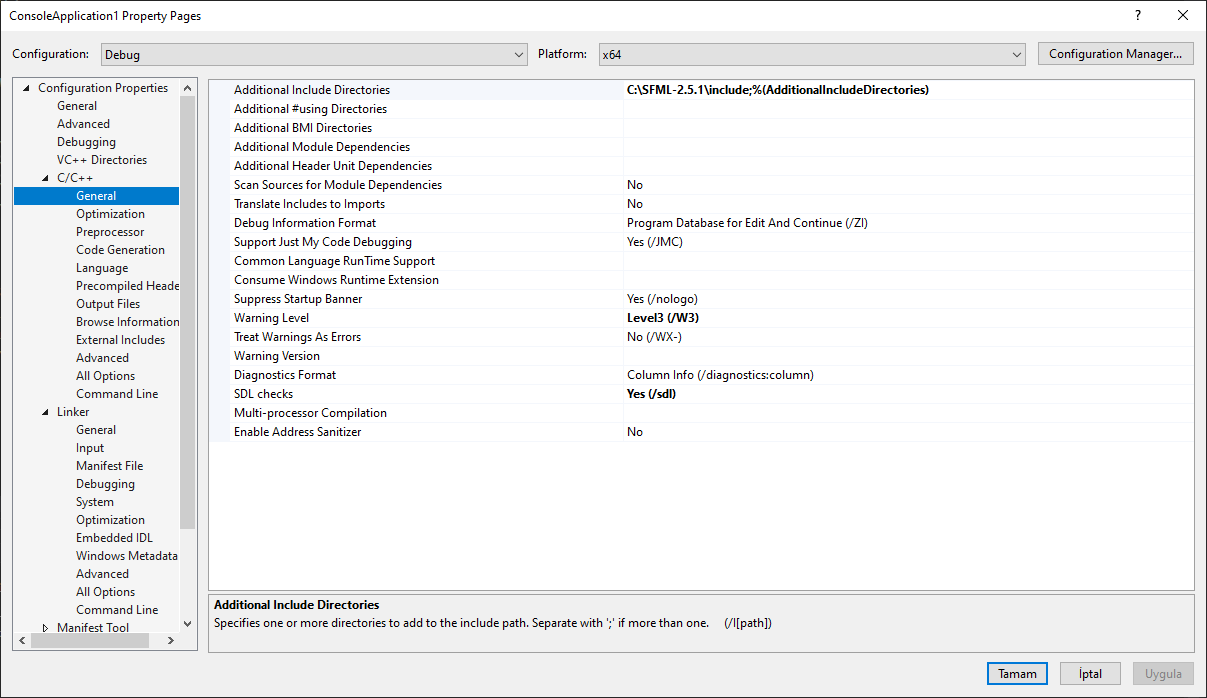 ConsoleApplication1 Property Pages
?
Configuration: Debug Platform: x64 Configuration Manager...
Configuration Properties
General
Advanced
Debugging
VC++ Directories
C/C++
General
Optimization
Preprocessor
Code Generation
Language
Precompiled Heade
Output Files
Browse Information
External Includes
Advanced
All Options
Command Line
Linker
General
Input
Manifest File
Debugging
System
Optimization
Embedded IDL
Windows Metadata
Advanced
All Options
Command Line
Manifest Tool
Additional Include Directories C:\SFML-2.5.1\include;%(AdditionalIncludeDirectories)
Additional #using Directories
Additional BMI Directories
Additional Module Dependencies
Additional Header Unit Dependencies
Scan Sources for Module Dependencies No
Translate Includes to Imports No
Debug Information Format Program Database for Edit And Continue (/ZI)
Support Just My Code Debugging Yes (/JMC)
Common Language RunTime Support
Consume Windows Runtime Extension
Suppress Startup Banner Yes (/nologo)
Warning Level Level3 (/W3)
Treat Warnings As Errors No (/WX-)
Warning Version
Diagnostics Format Column Info (/diagnostics:column)
SDL checks Yes (/sdl)
Multi-processor Compilation
Enable Address Sanitizer No
Additional Include Directories
Specifies one or more directories to add to the include path. Separate with ';' if more than one. (/I[path])
Tamam İptal Uygula